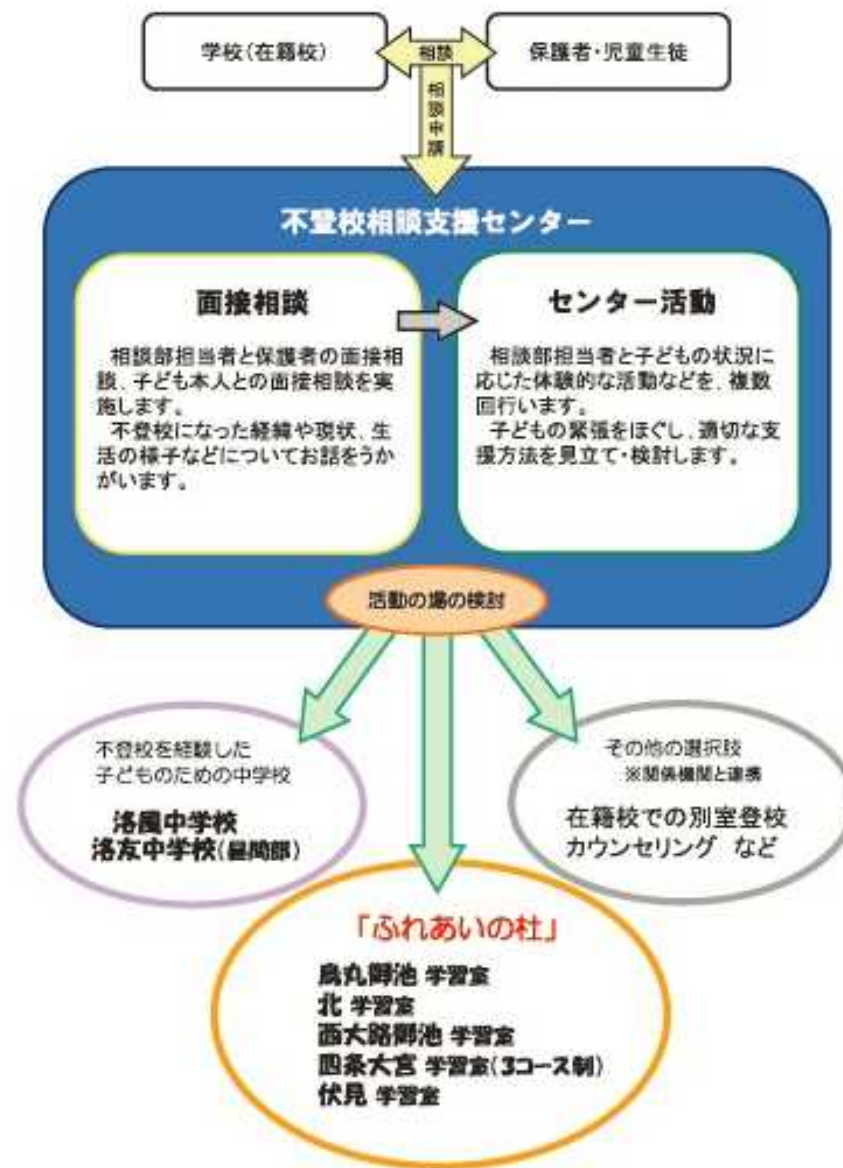 学校(在籍校)
相談
保護者・児童生徒
相談申請
不登校相談支援センター
面接相談
相談部担当者と保護者の面接相
談、子ども本人との面接相談を実
施します。
不登校になった経緯や現状、生
活の様子などについてお話をうか
がいます。
センター活動
相談部担当者と子どもの状況に
応じた体験的な活動などを、複数
回行います。
子どもの緊張をほぐし、適切な支
援方法を見立て・検討します。
活動の場の検討
不登校を経験した
子どものための中学校
洛風中学校
洛友中学校(昼間部)
その他の選択肢
※関係機関と連携
在籍校での別室登校
カウンセリング など
「ふれあいの杜」
烏丸御池 学習室
北 学習室
西大路御池 学習室
四条大宮 学習室(3コース制)
伏見 学習室